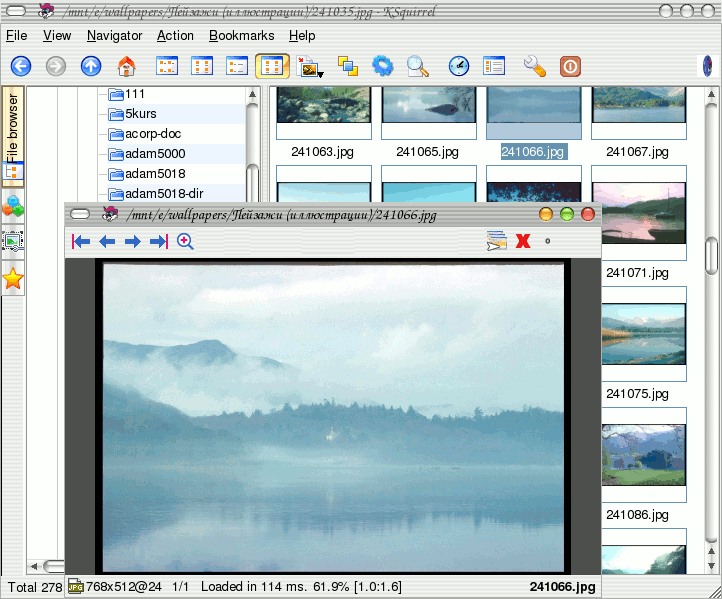 /mnt/e/wallpapers/Пейзажи (иллюстрации)/241035.jpg - KSquirrel
File View Navigator Action Bookmarks Help
File browser
111
5kurs
acorp-doc
adam5000
adam5018
adam5018-dir
241063.jpg 241065.jpg 241066.jpg 241067.jpg
/mnt/e/wallpapers/Пейзажи (иллюстрации)/241066.jpg
241071.jpg
241075.jpg
241086.jpg
Total 278
JPG 768x512@24 1/1 Loaded in 114 ms. 61.9% [1.0:1.6] 241066.jpg